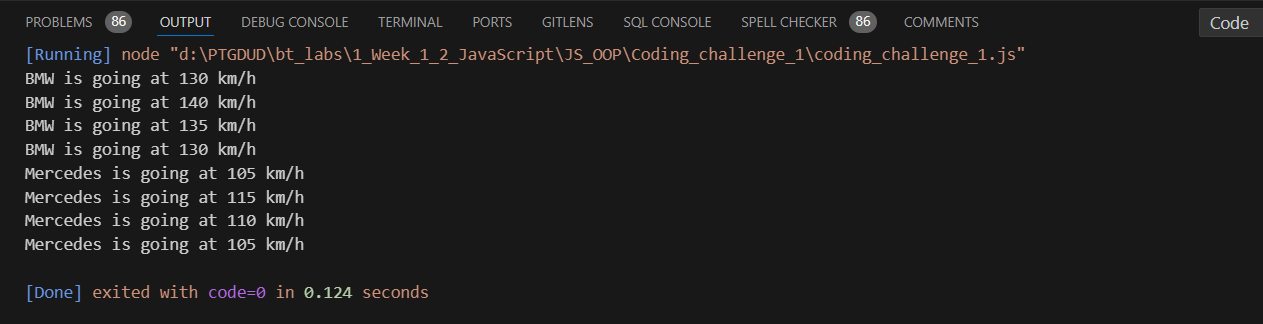 PROBLEMS 86 OUTPUT DEBUG CONSOLE TERMINAL PORTS GITLENS SQL CONSOLE SPELL CHECKER 86 COMMENTS Code
[Running] node "d:\PTGDUD\bt_labs\1_Week_1_2_JavaScript\JS_OOP\Coding_challenge_1\coding_challenge_1.js"
BMW is going at 130 km/h
BMW is going at 140 km/h
BMW is going at 135 km/h
BMW is going at 130 km/h
Mercedes is going at 105 km/h
Mercedes is going at 115 km/h
Mercedes is going at 110 km/h
Mercedes is going at 105 km/h
[Done] exited with code=0 in 0.124 seconds